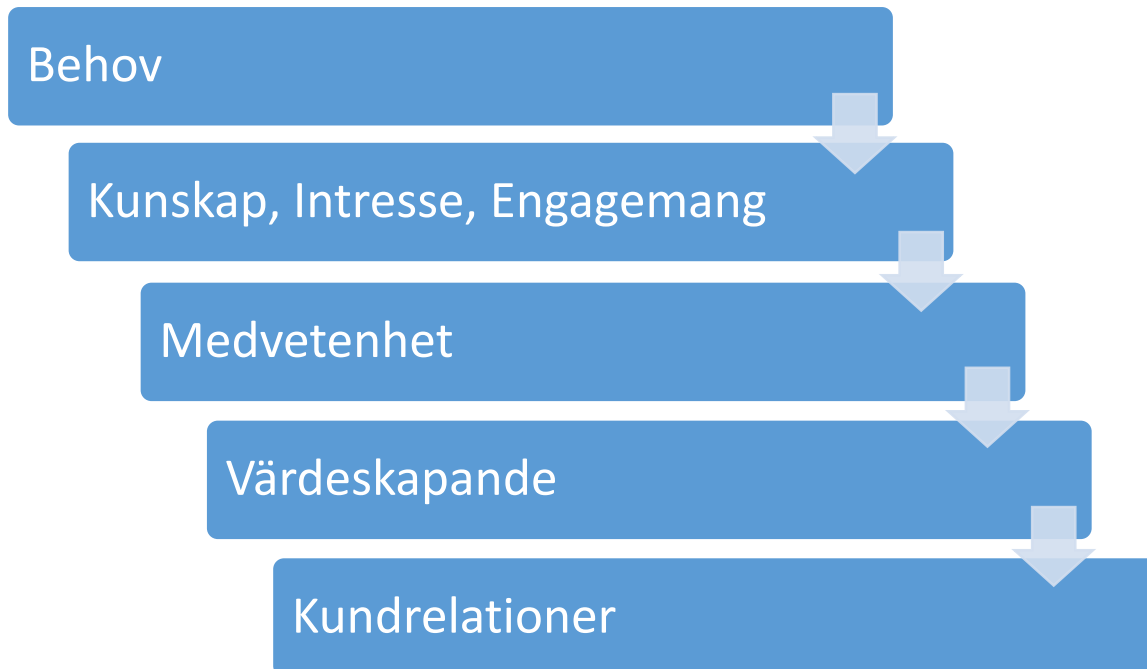 Behov
Kunskap, Intresse, Engagemang
Medvetenhet
Värdeskapande
Kundrelationer